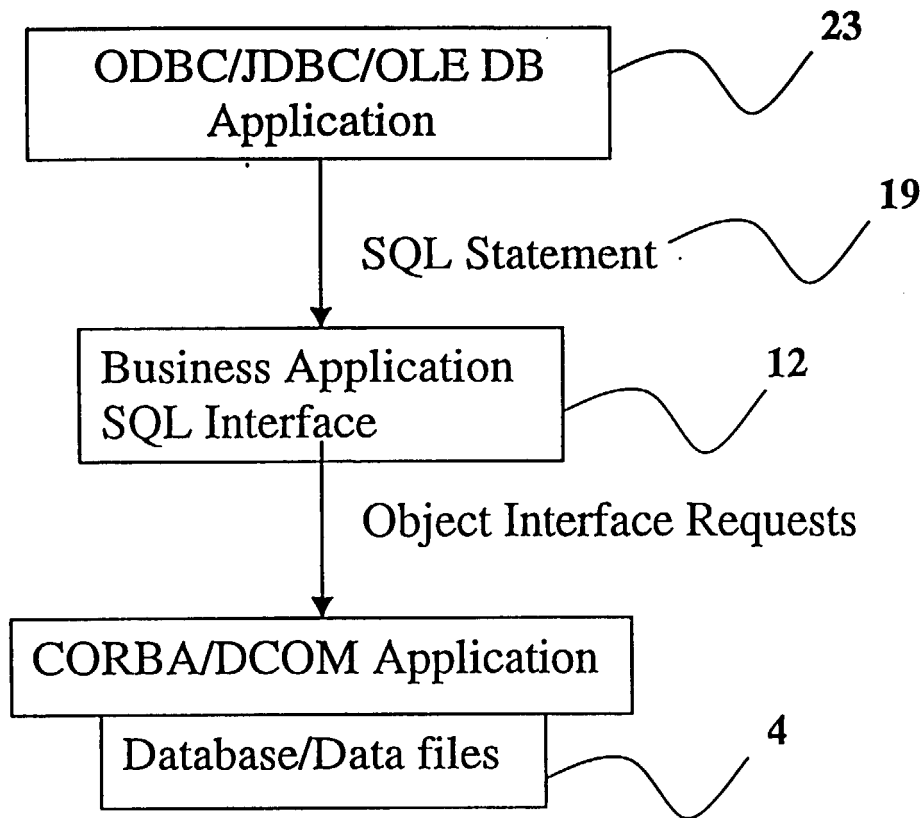 23
ODBC/JDBC/OLE DB
Application
19
SQL Statement
Business Application
SQL Interface
12
Object Interface Requests
CORBA/DCOM Application
Database/Data files
4